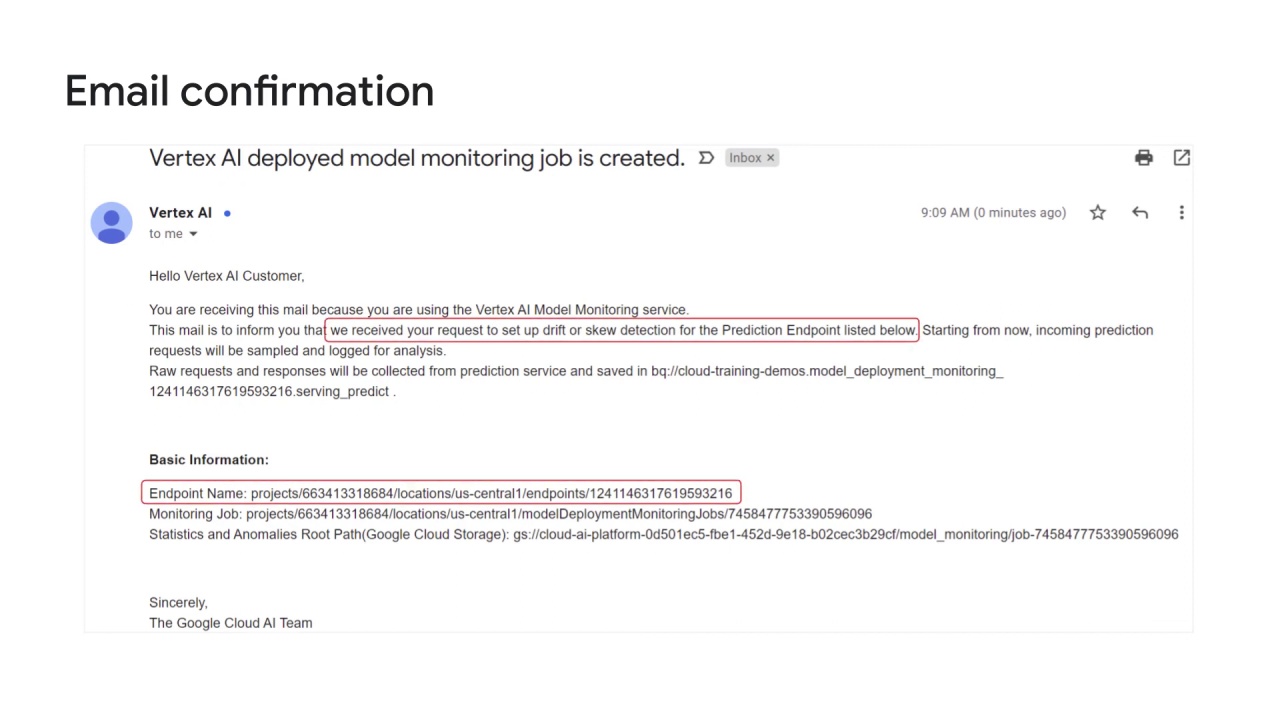 Email confirmation
Vertex AI deployed model monitoring job is created. Inbox ×
Vertex AI
9:09 AM (0 minutes ago)
to me
Hello Vertex AI Customer,
You are receiving this mail because you are using the Vertex AI Model Monitoring service.
This mail is to inform you that we received your request to set up drift or skew detection for the Prediction Endpoint listed below. Starting from now, incoming prediction
requests will be sampled and logged for analysis.
Raw requests and responses will be collected from prediction service and saved in bq://cloud-training-demos.model_deployment_monitoring_
1241146317619593216.serving_predict .
Basic Information:
Endpoint Name: projects/663413318684/locations/us-central1/endpoints/1241146317619593216
Monitoring Job: projects/663413318684/locations/us-central1/modelDeploymentMonitoringJobs/7458477753390596096
Statistics and Anomalies Root Path(Google Cloud Storage): gs://cloud-ai-platform-0d501ec5-fbe1-452d-9e18-b02cec3b29cf/model_monitoring/job-7458477753390596096
Sincerely,
The Google Cloud AI Team